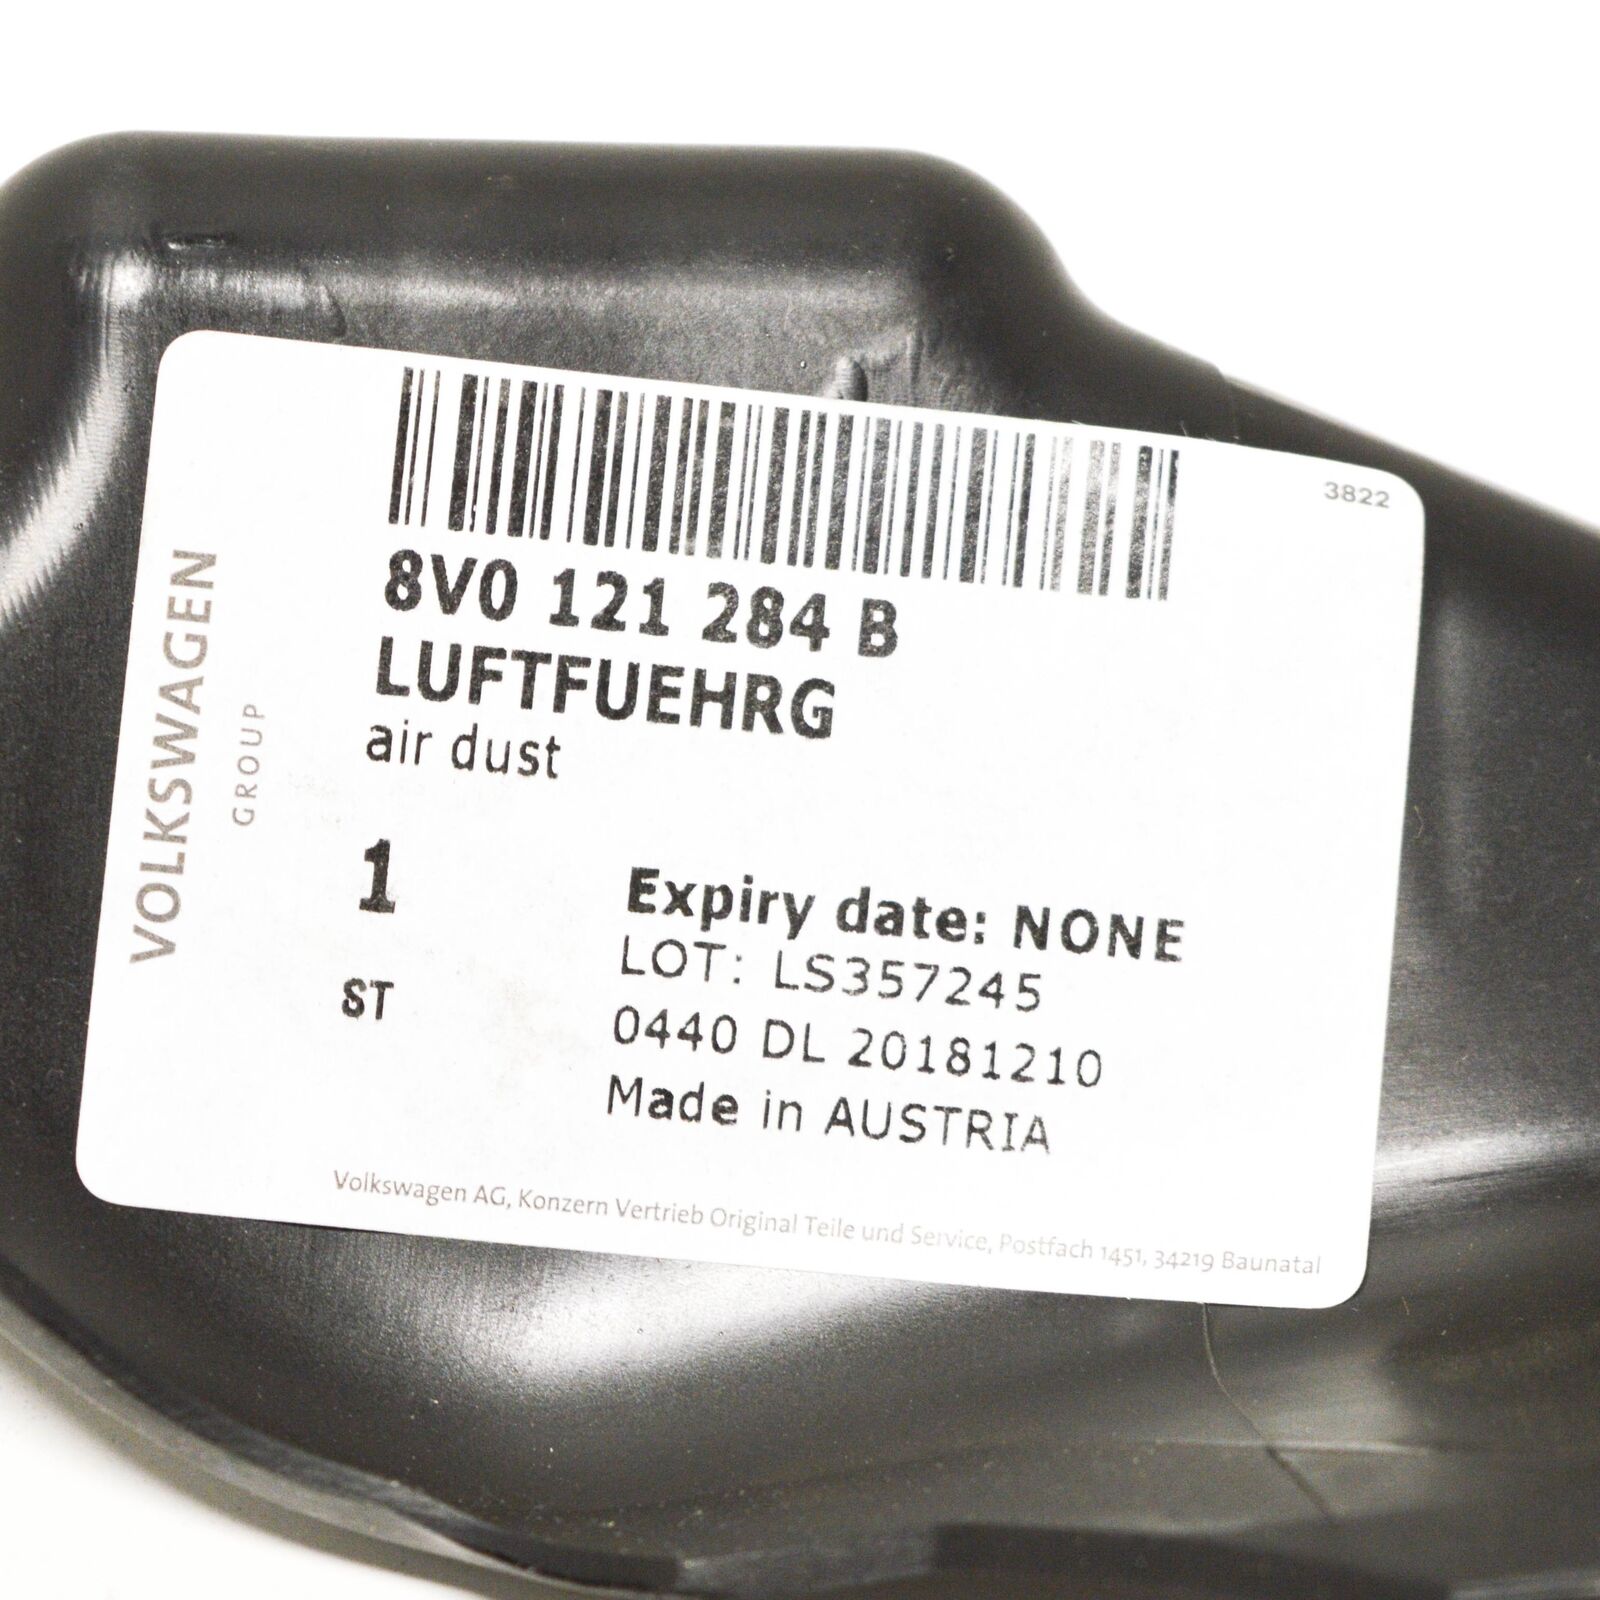 3822
8V0 121 284 B
LUFTFUEHRG
air dust
VOLKSWAGEN
GROUP
1
ST
Expiry date: NONE
LOT: LS357245
0440 DL 20181210
Made in AUSTRIA
Volkswagen AG, Konzern Vertrieb Original Teile und Service, Postfach 1451, 34219 Baunatal